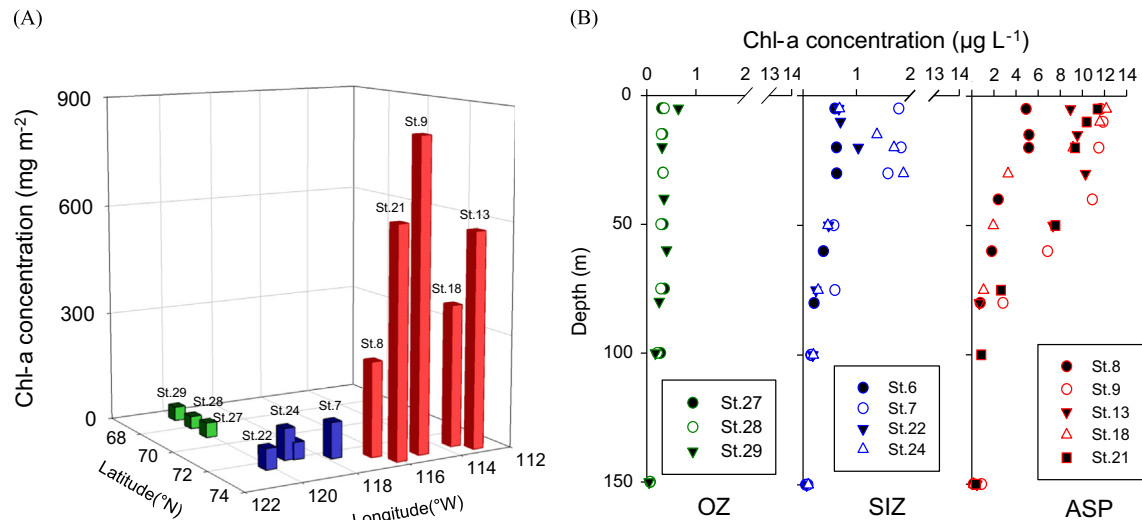 (A)
Chl-a concentration (mg m-2)
900
600
300
0
St.9
St.21
St.13
St.18
St.8
St.29
St.28
St.27
St.24
St.7
St.22
68
70
72
74
Latitude(°N)
122
120
118
116
114
112
Longitude(°W)
(B)
Chl-a concentration (µg L-1)
0 1 2 13 14 1 2 13 14 2 4 6 8 10 12 14
Depth (m)
0
50
100
150
St.27
St.28
St.29
OZ
St.6
St.7
St.22
St.24
SIZ
St.8
St.9
St.13
St.18
St.21
ASP